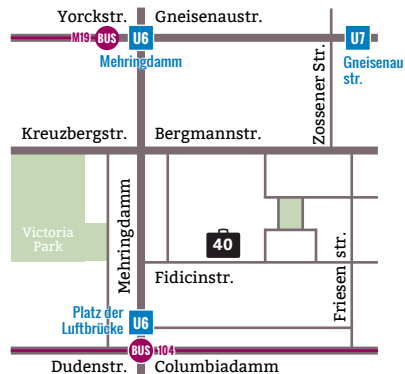 Yorckstr.
Gneisenaustr.
M19 BUS
U6
U7
Mehringdamm
Gneisenau
str.
Zossener Str.
Kreuzbergstr.
Bergmannstr.
Victoria
Park
Mehringdamm
40
Friesen str.
Fidicinstr.
Platz der
Luftbrücke
U6
BUS 104
Dudenstr.
Columbiadamm